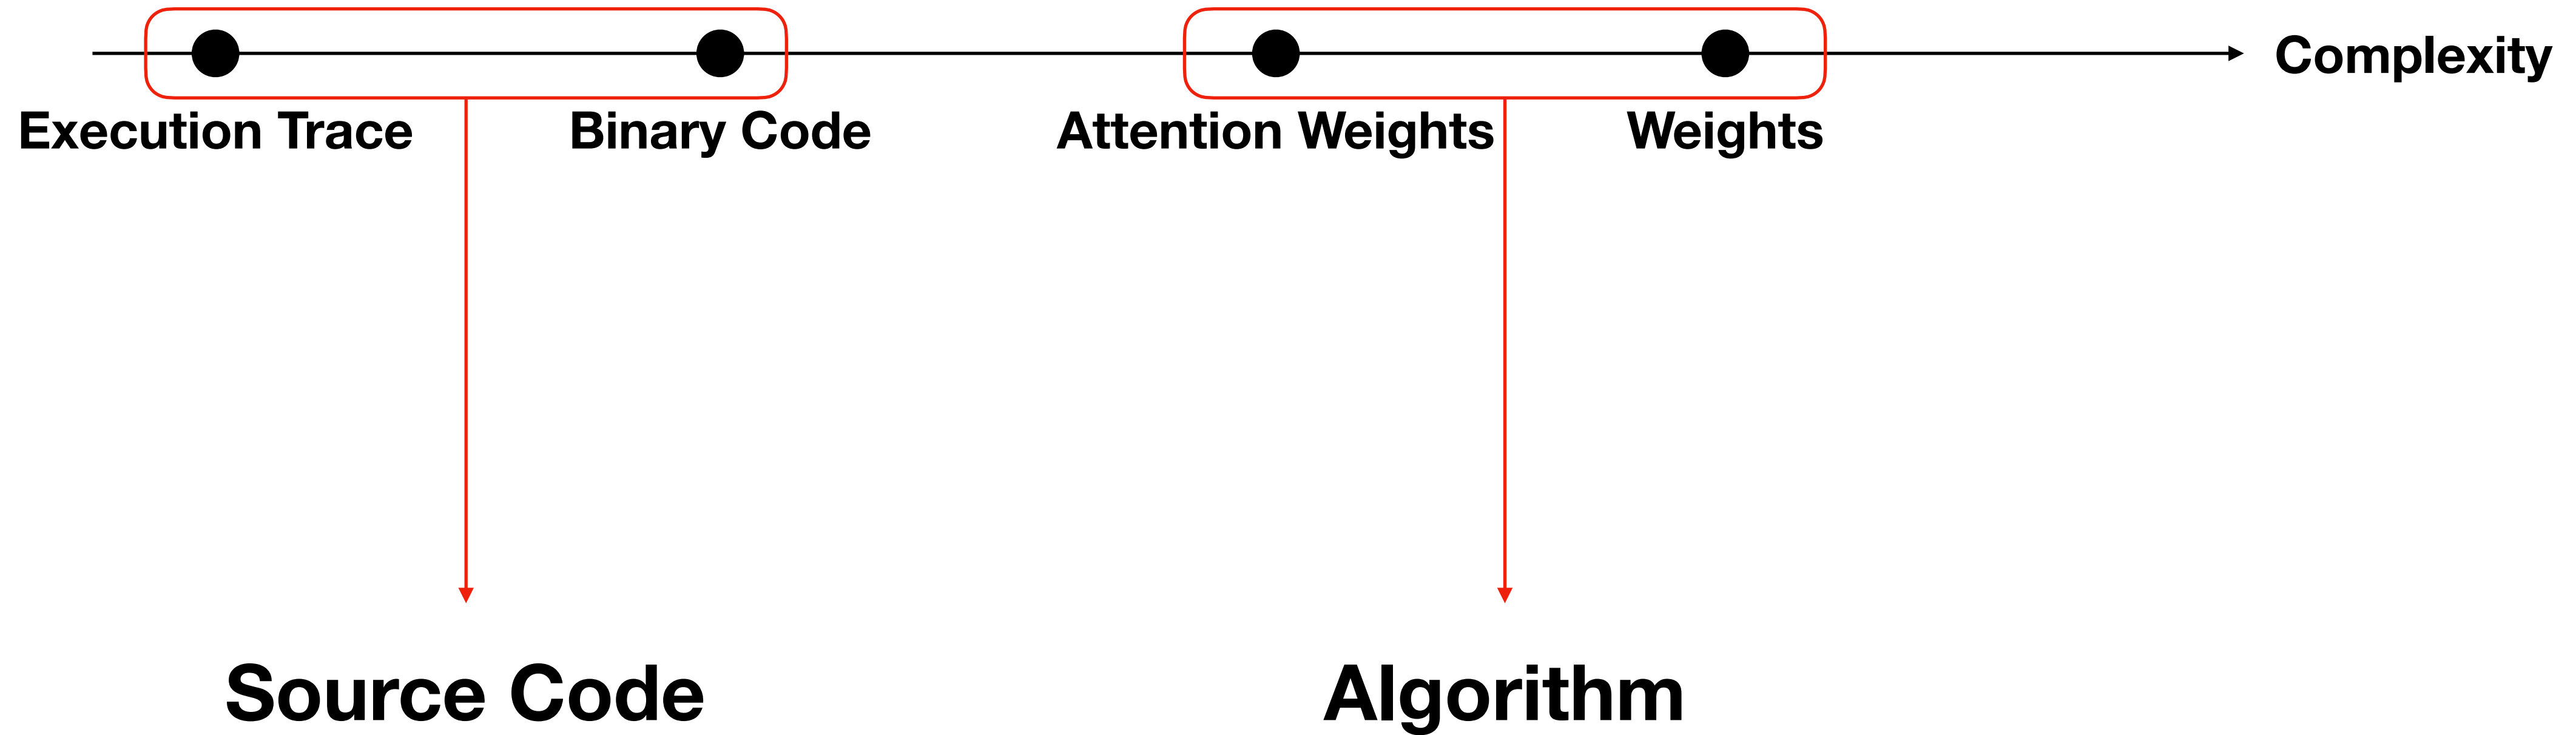 Complexity
Execution Trace
Binary Code
Attention Weights
Weights
Source Code
Algorithm